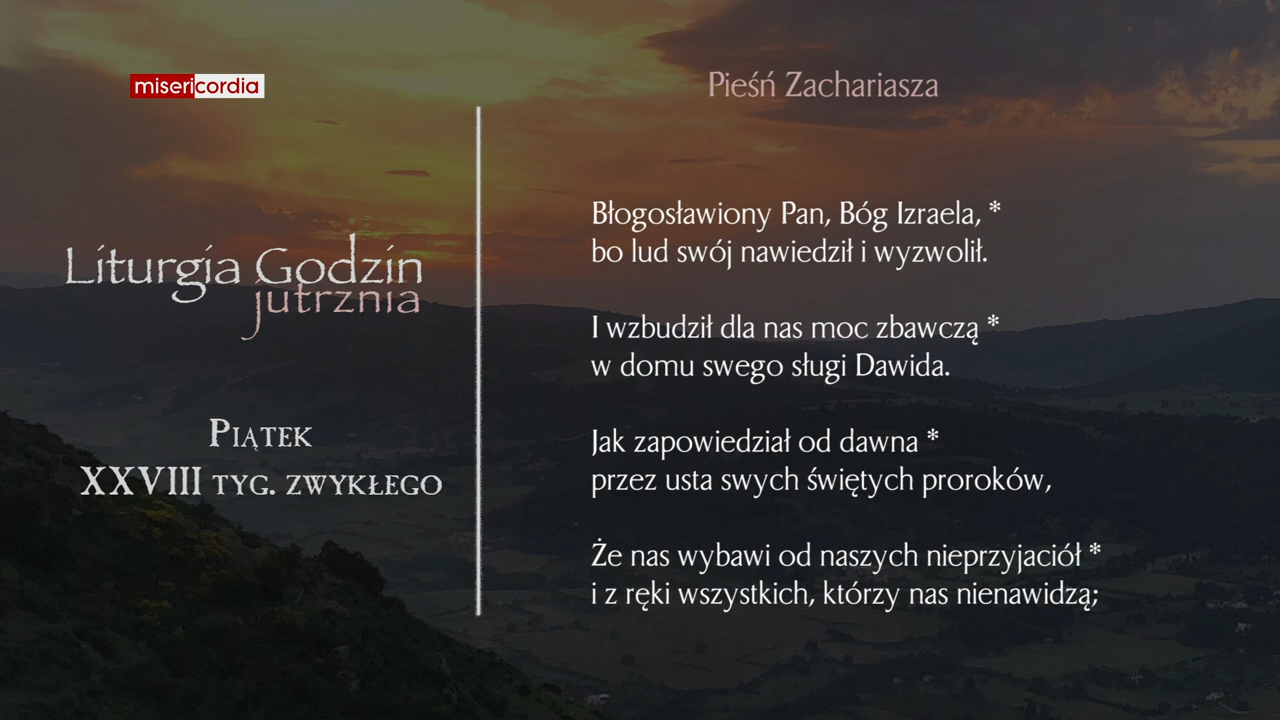 misericordia
Liturgia Godzin
jutrznia
Piątek
XXVIII tyg. zwykłego
Pieśń Zachariasza
Błogosławiony Pan, Bóg Izraela, *
bo lud swój nawiedził i wyzwolił.
I wzbudził dla nas moc zbawczą *
w domu swego sługi Dawida.
Jak zapowiedział od dawna *
przez usta swych świętych proroków,
Że nas wybawi od naszych nieprzyjaciół *
i z ręki wszystkich, którzy nas nienawidzą;